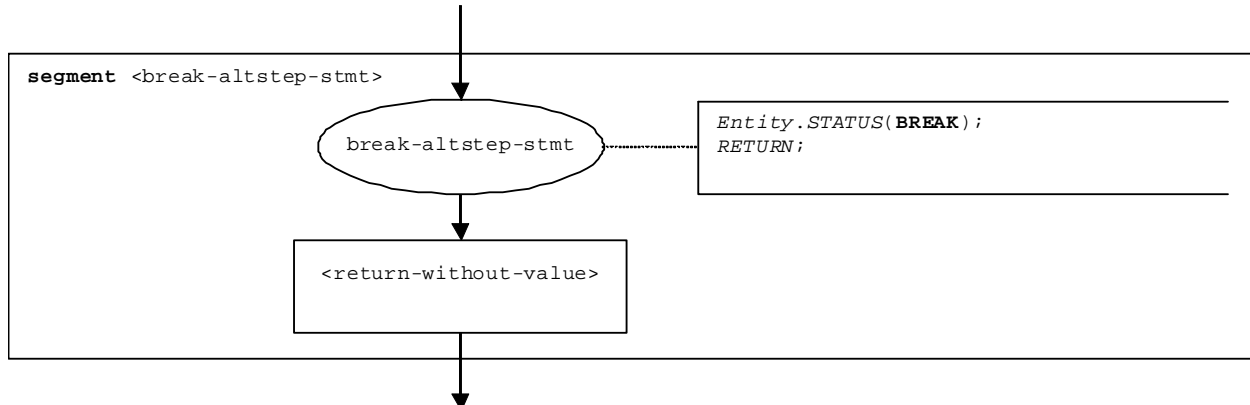 segment <break-altstep-stmt>
break-altstep-stmt
Entity.STATUS(BREAK);
RETURN;
<return-without-value>